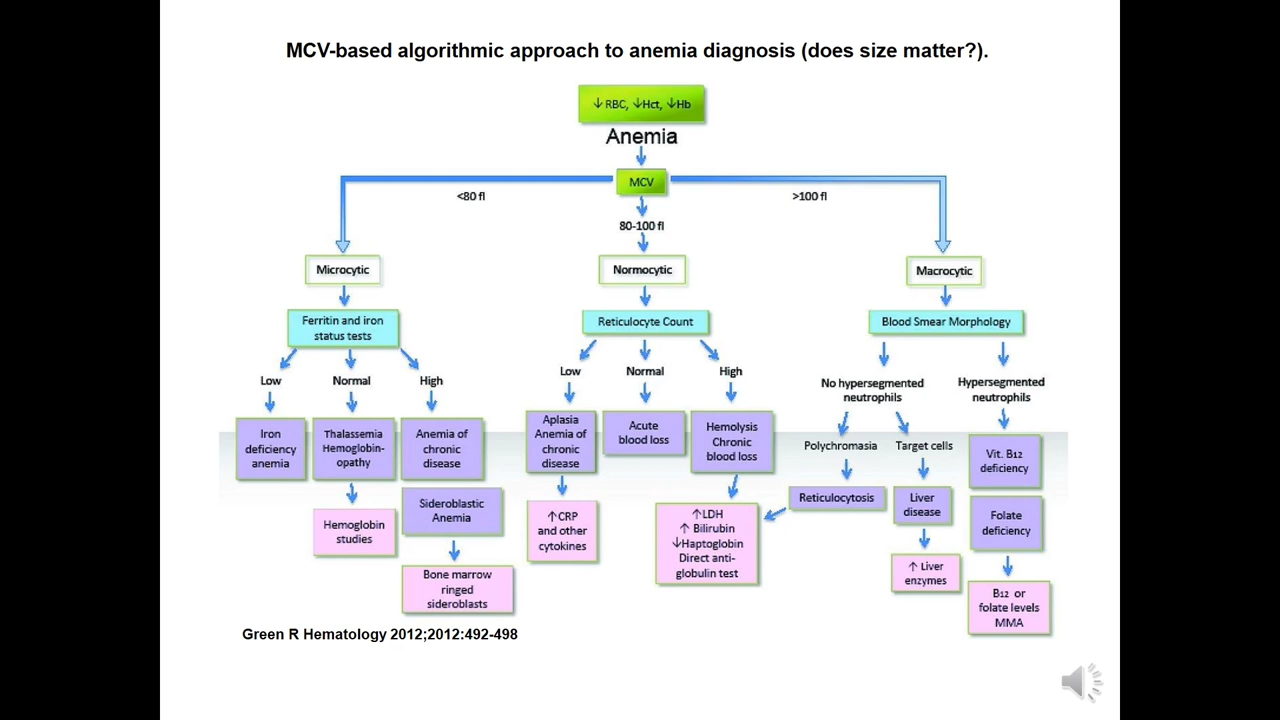 MCV-based algorithmic approach to anemia diagnosis (does size matter?).
↓ RBC, ↓Hct, ↓Hb
Anemia
MCV
<80 fl
80-100 fl
>100 fl
Microcytic
Normocytic
Macrocytic
Ferritin and iron
status tests
Reticulocyte Count
Blood Smear Morphology
Low
Normal
High
Low
Normal
High
No hypersegmented
neutrophils
Hypersegmented
neutrophils
Iron
deficiency
anemia
Thalassemia
Hemoglobin-
opathy
Anemia of
chronic
disease
Aplasia
Anemia of
chronic
disease
Acute
blood loss
Hemolysis
Chronic
blood loss
Polychromasia
Target cells
Vit. B12
deficiency
Hemoglobin
studies
Sideroblastic
Anemia
↑CRP
and other
cytokines
↑LDH
↑ Bilirubin
↓Haptoglobin
Direct anti-
globulin test
Reticulocytosis
Liver
disease
Folate
deficiency
Bone marrow
ringed
sideroblasts
↑ Liver
enzymes
B12 or
folate levels
MMA
Green R Hematology 2012;2012:492-498